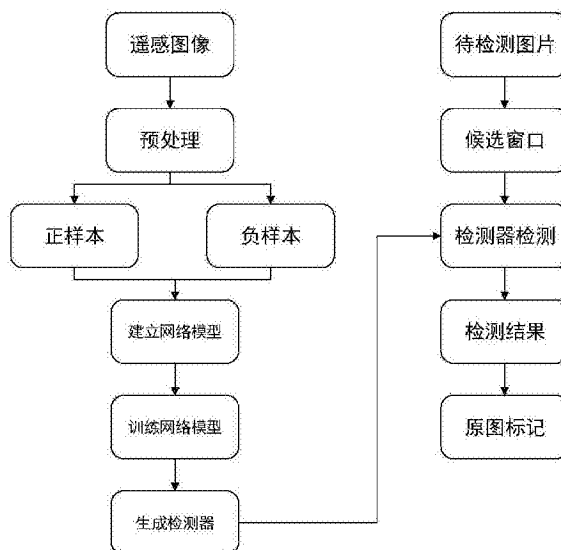 遥感图像
预处理
正样本
负样本
建立网络模型
训练网络模型
生成检测器
待检测图片
候选窗口
检测器检测
检测结果
原图标记